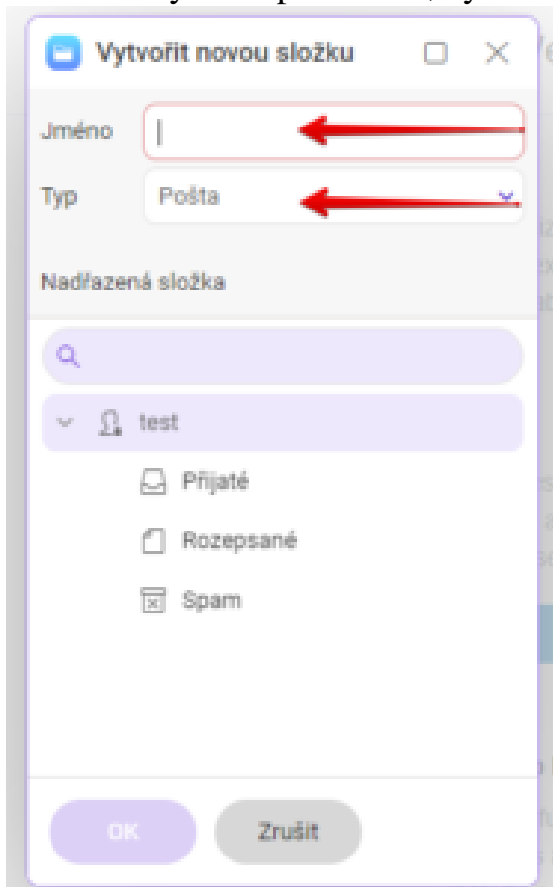 Vytvořit novou složku
Jméno
Typ Pošta
Nadřazená složka
test
Přijaté
Rozepsané
Spam
OK Zrušit